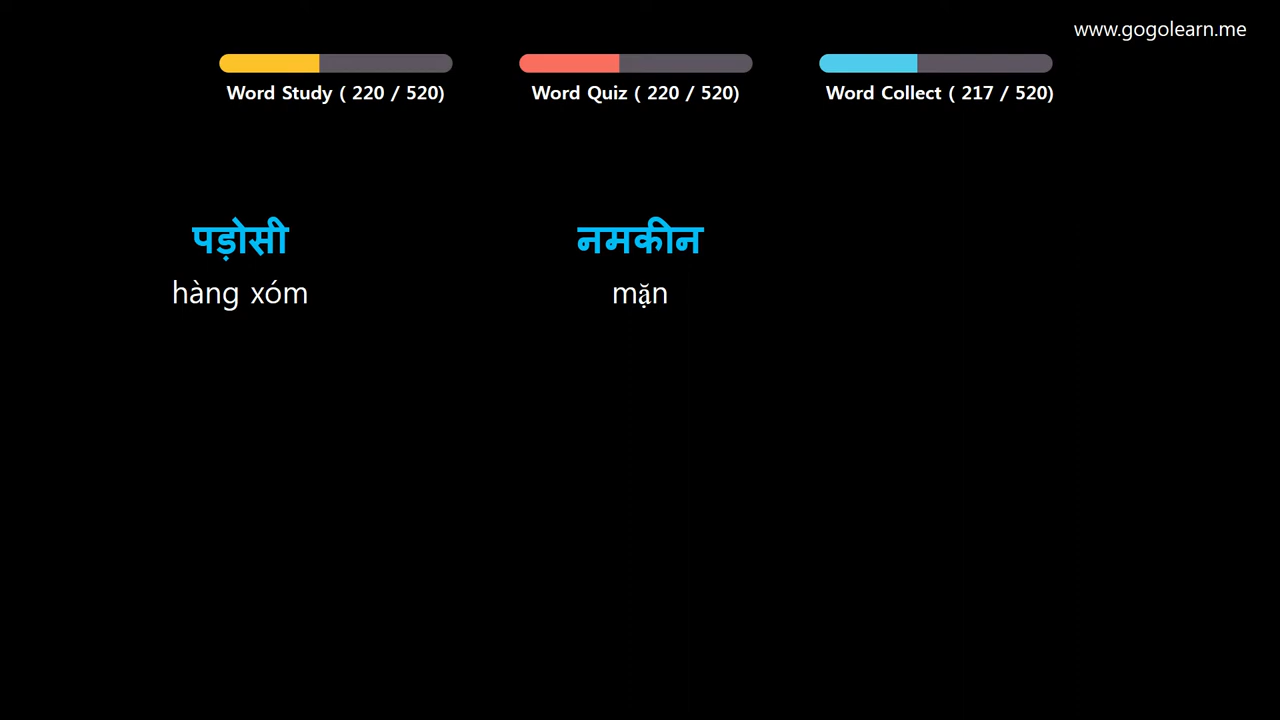 www.gogolearn.me
Word Study ( 220 / 520)
Word Quiz ( 220 / 520)
Word Collect ( 217 / 520)
पड़ोसी
hàng xóm
नमकीन
mặn